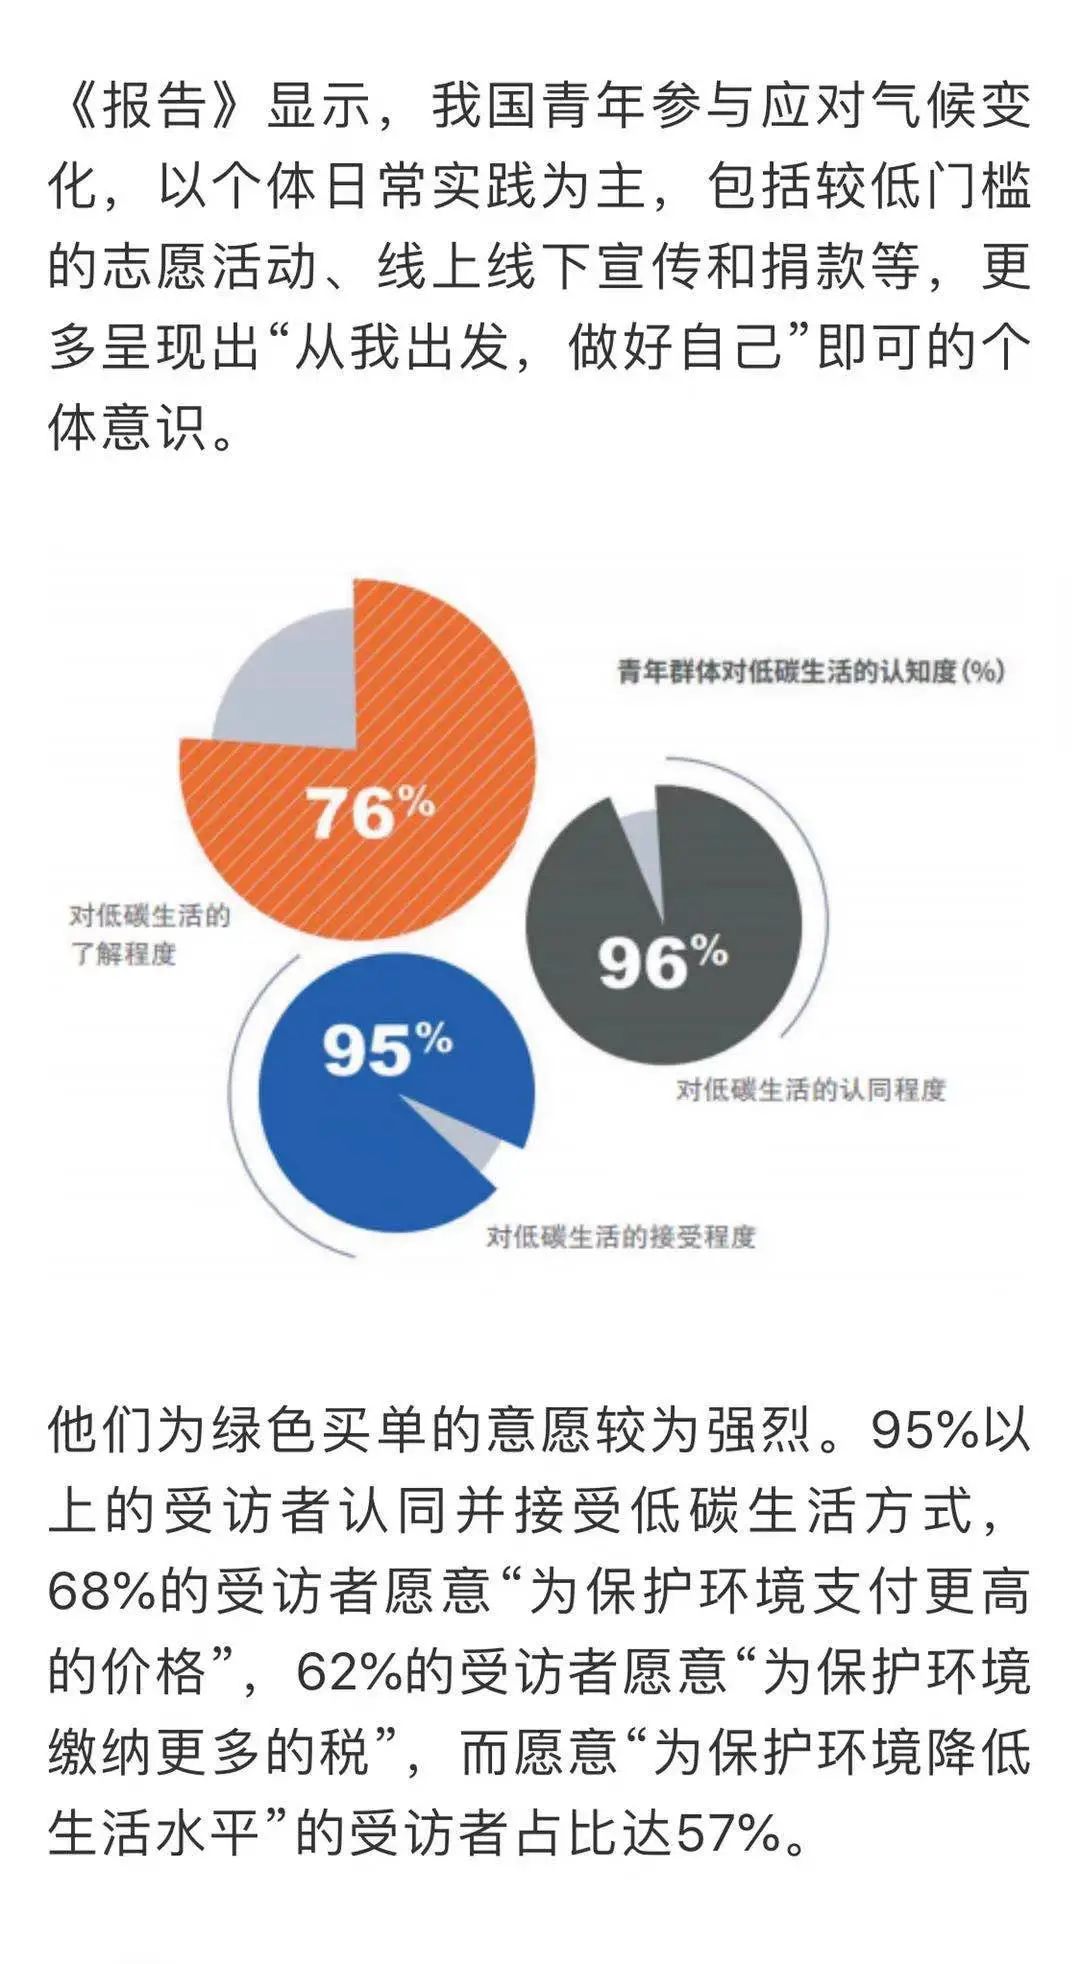 《报告》显示，我国青年参与应对气候变
化，以个体日常实践为主，包括较低门槛
的志愿活动、线上线下宣传和捐款等，更
多呈现出“从我出发，做好自己”即可的个
体意识。
青年群体对低碳生活的认知度(%)
76%
对低碳生活的
了解程度
96%
对低碳生活的认同程度
95%
对低碳生活的接受程度
他们为绿色买单的意愿较为强烈。95%以
上的受访者认同并接受低碳生活方式，
68%的受访者愿意“为保护环境支付更高
的价格”，62%的受访者愿意“为保护环境
缴纳更多的税”，而愿意“为保护环境降低
生活水平”的受访者占比达57%。